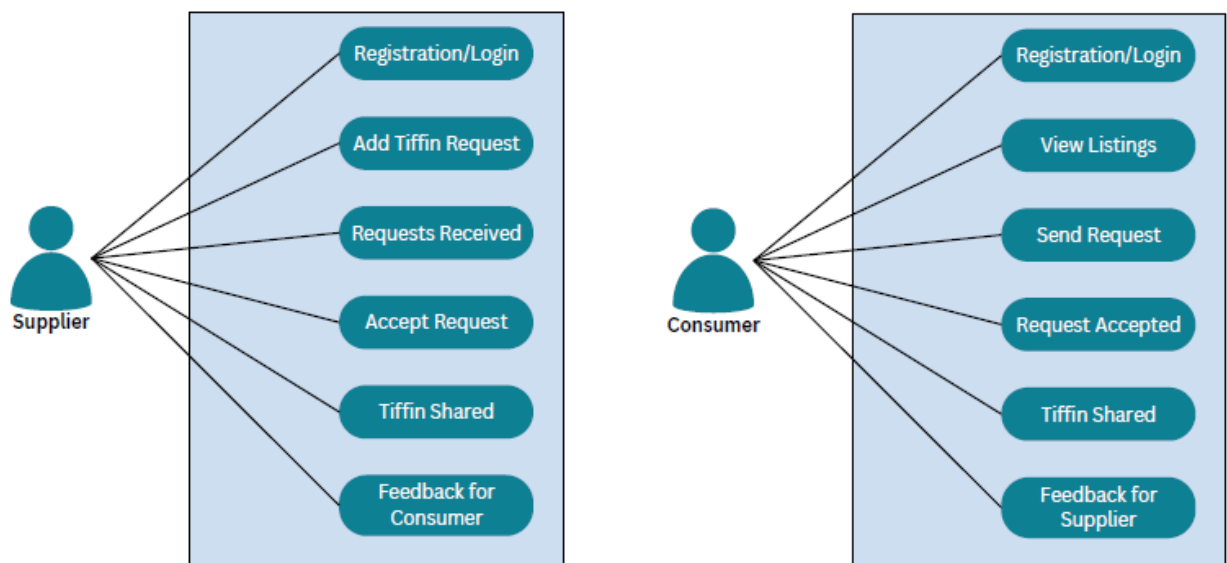 Registration/Login
Add Tiffin Request
Requests Received
Accept Request
Tiffin Shared
Feedback for
Consumer
Supplier
Registration/Login
View Listings
Send Request
Request Accepted
Tiffin Shared
Feedback for
Supplier
Consumer